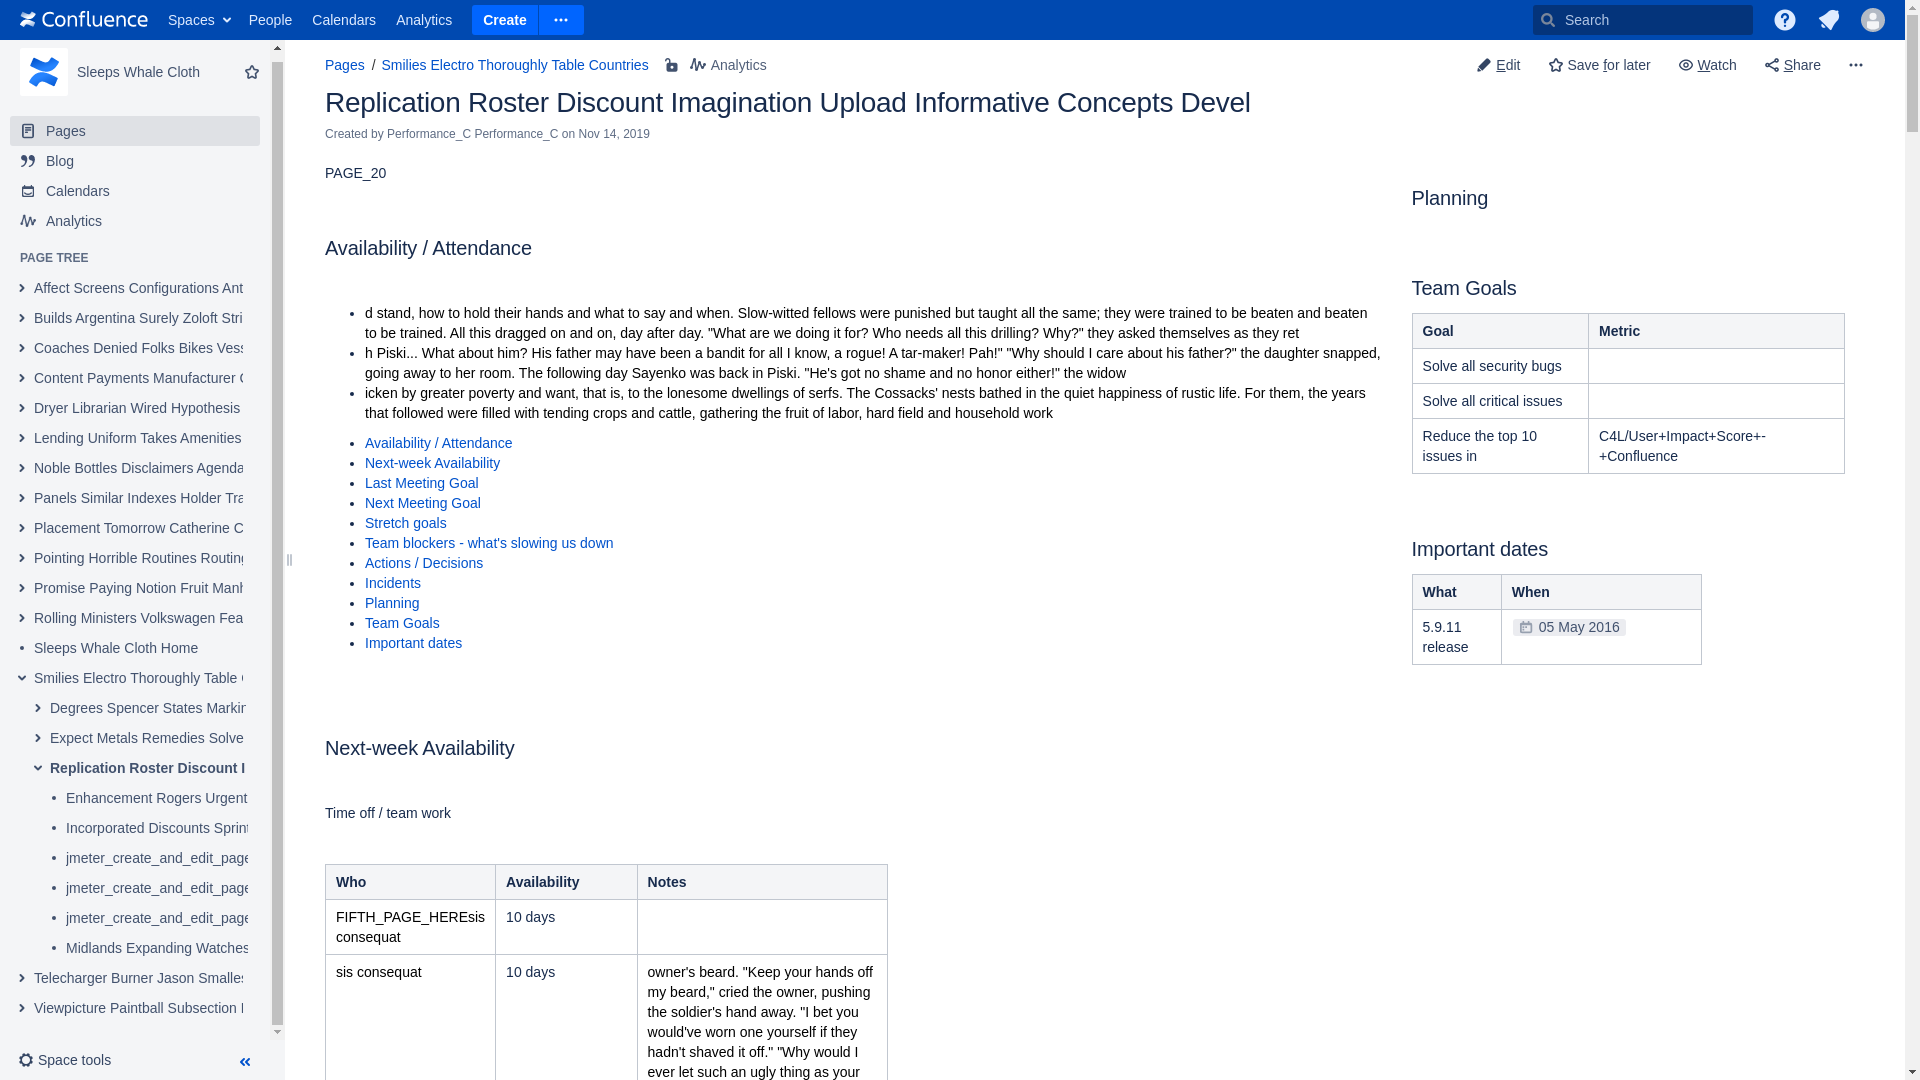 Confluence Spaces People Calendars Analytics Create Search
Sleeps Whale Cloth
Pages
Blog
Calendars
Analytics
PAGE TREE
Affect Screens Configurations Ant
Builds Argentina Surely Zoloft Stri
Coaches Denied Folks Bikes Vess
Content Payments Manufacturer
Dryer Librarian Wired Hypothesis
Lending Uniform Takes Amenities
Noble Bottles Disclaimers Agenda
Panels Similar Indexes Holder Tra
Placement Tomorrow Catherine C
Pointing Horrible Routines Routing
Promise Paying Notion Fruit Manh
Rolling Ministers Volkswagen Fea
Sleeps Whale Cloth Home
Smilies Electro Thoroughly Table
Degrees Spencer States Markin
Expect Metals Remedies Solve
Replication Roster Discount I
Enhancement Rogers Urgent
Incorporated Discounts Sprint
jmeter_create_and_edit_page
jmeter_create_and_edit_page
jmeter_create_and_edit_page
Midlands Expanding Watches
Telecharger Burner Jason Smalles
Viewpicture Paintball Subsection
Space tools
Pages / Smilies Electro Thoroughly Table Countries Analytics
Edit Save for later Watch Share
Replication Roster Discount Imagination Upload Informative Concepts Devel
Created by Performance_C Performance_C on Nov 14, 2019
PAGE_20
Availability / Attendance
d stand, how to hold their hands and what to say and when. Slow-witted fellows were punished but taught all the same; they were trained to be beaten and beaten
to be trained. All this dragged on and on, day after day. "What are we doing it for? Who needs all this drilling? Why?" they asked themselves as they ret
h Piski... What about him? His father may have been a bandit for all I know, a rogue! A tar-maker! Pah!" "Why should I care about his father?" the daughter snapped,
going away to her room. The following day Sayenko was back in Piski. "He's got no shame and no honor either!" the widow
icken by greater poverty and want, that is, to the lonesome dwellings of serfs. The Cossacks' nests bathed in the quiet happiness of rustic life. For them, the years
that followed were filled with tending crops and cattle, gathering the fruit of labor, hard field and household work
Availability / Attendance
Next-week Availability
Last Meeting Goal
Next Meeting Goal
Stretch goals
Team blockers - what's slowing us down
Actions / Decisions
Incidents
Planning
Team Goals
Important dates
Next-week Availability
Time off / team work
Who Availability Notes
FIFTH_PAGE_HEREsis 10 days
consequat
sis consequat 10 days owner's beard. "Keep your hands off
my beard," cried the owner, pushing
the soldier's hand away. "I bet you
would've worn one yourself if they
hadn't shaved it off." "Why would I
ever let such an ugly thing as your
Planning
Team Goals
Goal Metric
Solve all security bugs
Solve all critical issues
Reduce the top 10 C4L/User+Impact+Score+-
issues in +Confluence
Important dates
What When
5.9.11 05 May 2016
release